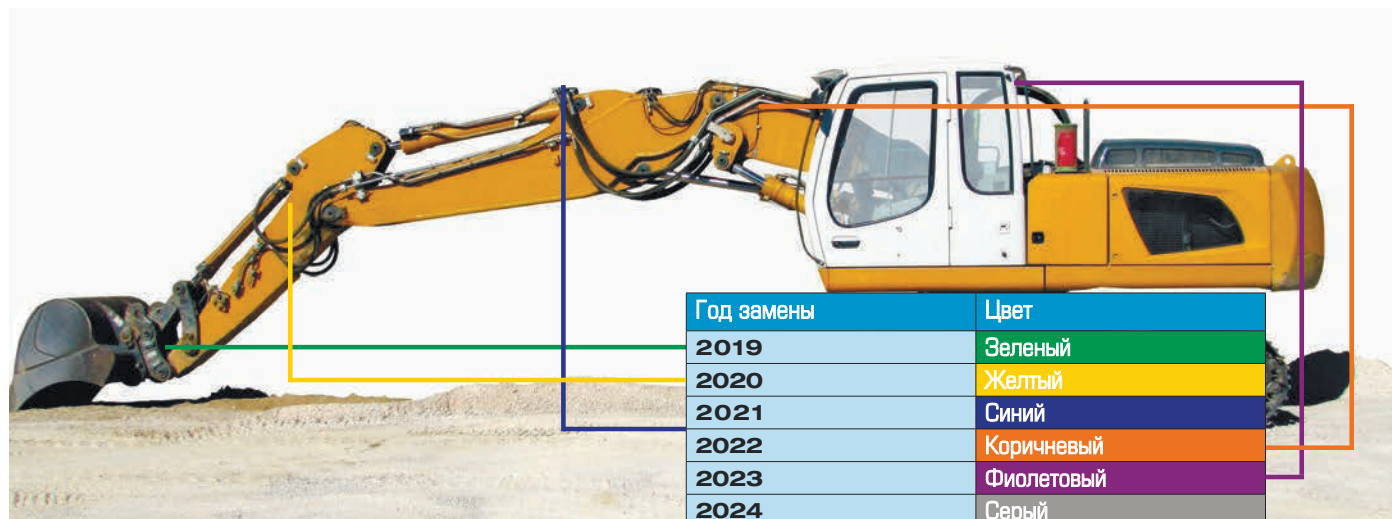 Год замены Цвет
2019 Зеленый
2020 Желтый
2021 Синий
2022 Коричневый
2023 Фиолетовый
2024 Серый